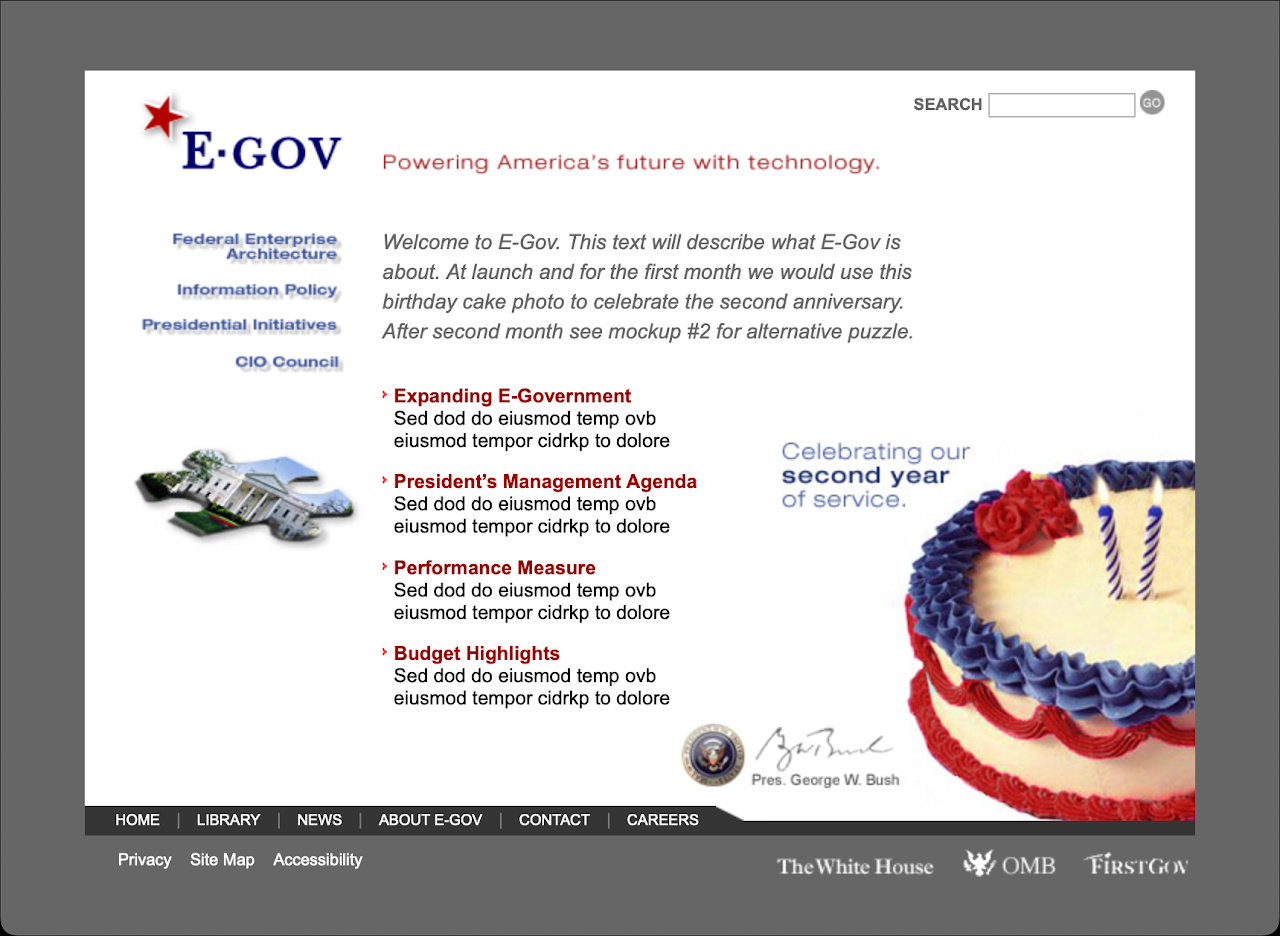 SEARCH GO
E·GOV
Powering America's future with technology.
Federal Enterprise
Architecture
Information Policy
Presidential Initiatives
CIO Council
Welcome to E-Gov. This text will describe what E-Gov is
about. At launch and for the first month we would use this
birthday cake photo to celebrate the second anniversary.
After second month see mockup #2 for alternative puzzle.
Expanding E-Government
Sed dod do eiusmod temp ovb
eiusmod tempor cidrkp to dolore
President’s Management Agenda
Sed dod do eiusmod temp ovb
eiusmod tempor cidrkp to dolore
Performance Measure
Sed dod do eiusmod temp ovb
eiusmod tempor cidrkp to dolore
Budget Highlights
Sed dod do eiusmod temp ovb
eiusmod tempor cidrkp to dolore
Celebrating our
second year
of service.
Pres. George W. Bush
HOME | LIBRARY | NEWS | ABOUT E-GOV | CONTACT | CAREERS
Privacy Site Map Accessibility
The White House OMB FIRSTGOV